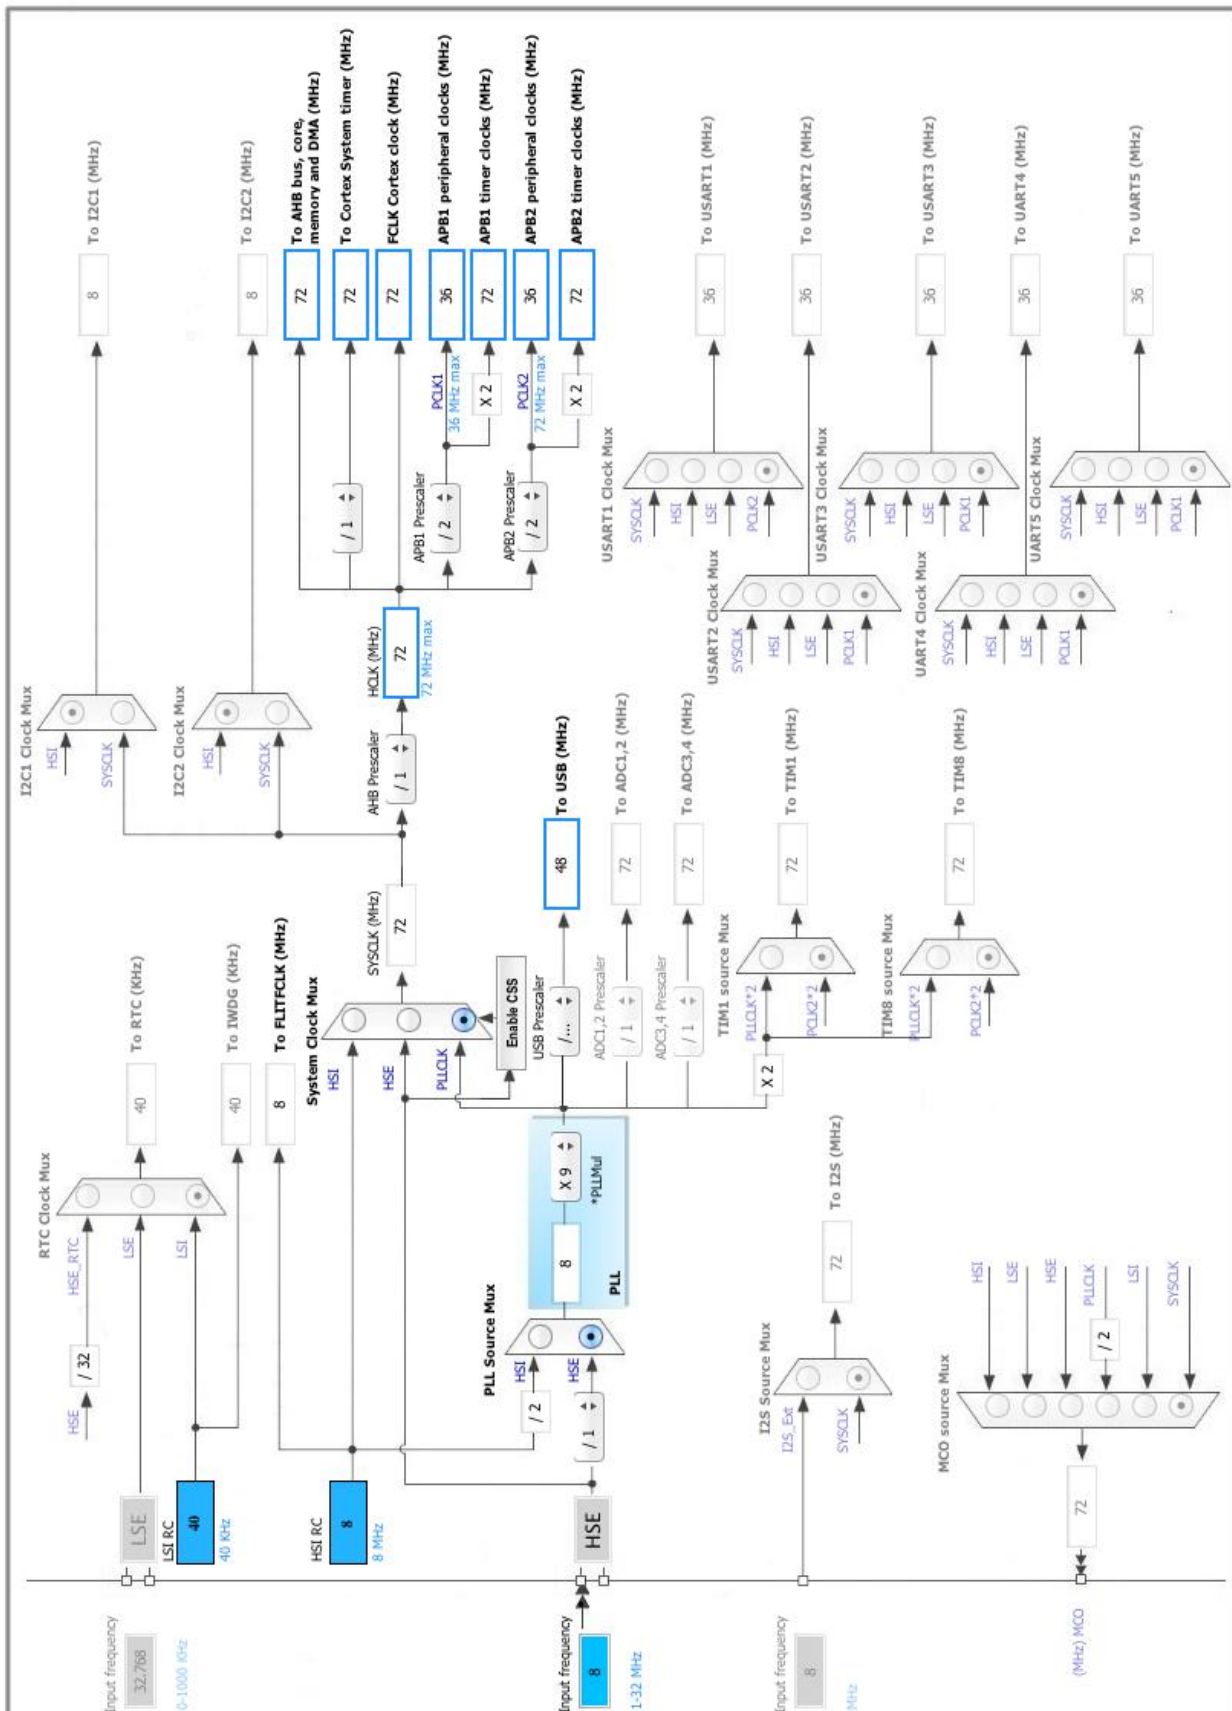 Input frequency
32.768
0-1000 KHz
LSE
LSI RC
40
40 KHz
HSE
/ 32
HSE_RTC
LSE
LSI
RTC Clock Mux
40
To RTC (KHz)
40
To IWDG (KHz)
8
To FLITFCLK (MHz)
HSI RC
8
8 MHz
Input frequency
8
1-32 MHz
HSE
/ 2
/ 1
HSI
HSE
PLL Source Mux
8
X 9
*PLLMul
PLL
System Clock Mux
HSI
HSE
PLLCLK
Enable CSS
SYSCLK (MHz)
72
AHB Prescaler
/ 1
HCLK (MHz)
72
72 MHz max
I2C1 Clock Mux
HSI
SYSCLK
8
To I2C1 (MHz)
I2C2 Clock Mux
HSI
SYSCLK
8
To I2C2 (MHz)
72
To AHB bus, core,
memory and DMA (MHz)
/ 1
72
To Cortex System timer (MHz)
72
FCLK Cortex clock (MHz)
APB1 Prescaler
/ 2
PCLK1
36 MHz max
36
APB1 peripheral clocks (MHz)
X 2
72
APB1 timer clocks (MHz)
APB2 Prescaler
/ 2
PCLK2
72 MHz max
36
APB2 peripheral clocks (MHz)
X 2
72
APB2 timer clocks (MHz)
USB Prescaler
/...
48
To USB (MHz)
ADC1,2 Prescaler
/ 1
72
To ADC1,2 (MHz)
ADC3,4 Prescaler
/ 1
72
To ADC3,4 (MHz)
X 2
TIM1 source Mux
PLLCLK*2
PCLK2*2
72
To TIM1 (MHz)
TIM8 source Mux
PLLCLK*2
PCLK2*2
72
To TIM8 (MHz)
USART1 Clock Mux
SYSCLK
HSI
LSE
PCLK2
36
To USART1 (MHz)
USART2 Clock Mux
SYSCLK
HSI
LSE
PCLK1
36
To USART2 (MHz)
USART3 Clock Mux
SYSCLK
HSI
LSE
PCLK1
36
To USART3 (MHz)
UART4 Clock Mux
SYSCLK
HSI
LSE
PCLK1
36
To UART4 (MHz)
UART5 Clock Mux
SYSCLK
HSI
LSE
PCLK1
36
To UART5 (MHz)
Input frequency
8
MHz
I2S Source Mux
I2S_Ext
SYSCLK
72
To I2S (MHz)
MCO source Mux
HSI
LSE
HSE
PLLCLK
/ 2
LSI
SYSCLK
72
(MHz) MCO